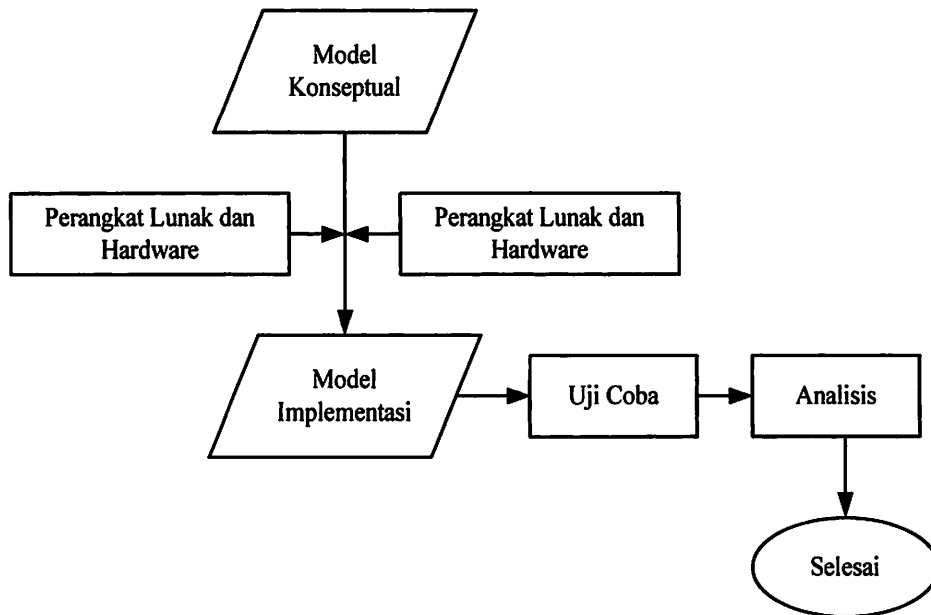 Model
Konseptual
Perangkat Lunak dan
Hardware
Perangkat Lunak dan
Hardware
Model
Implementasi
Uji Coba
Analisis
Selesai